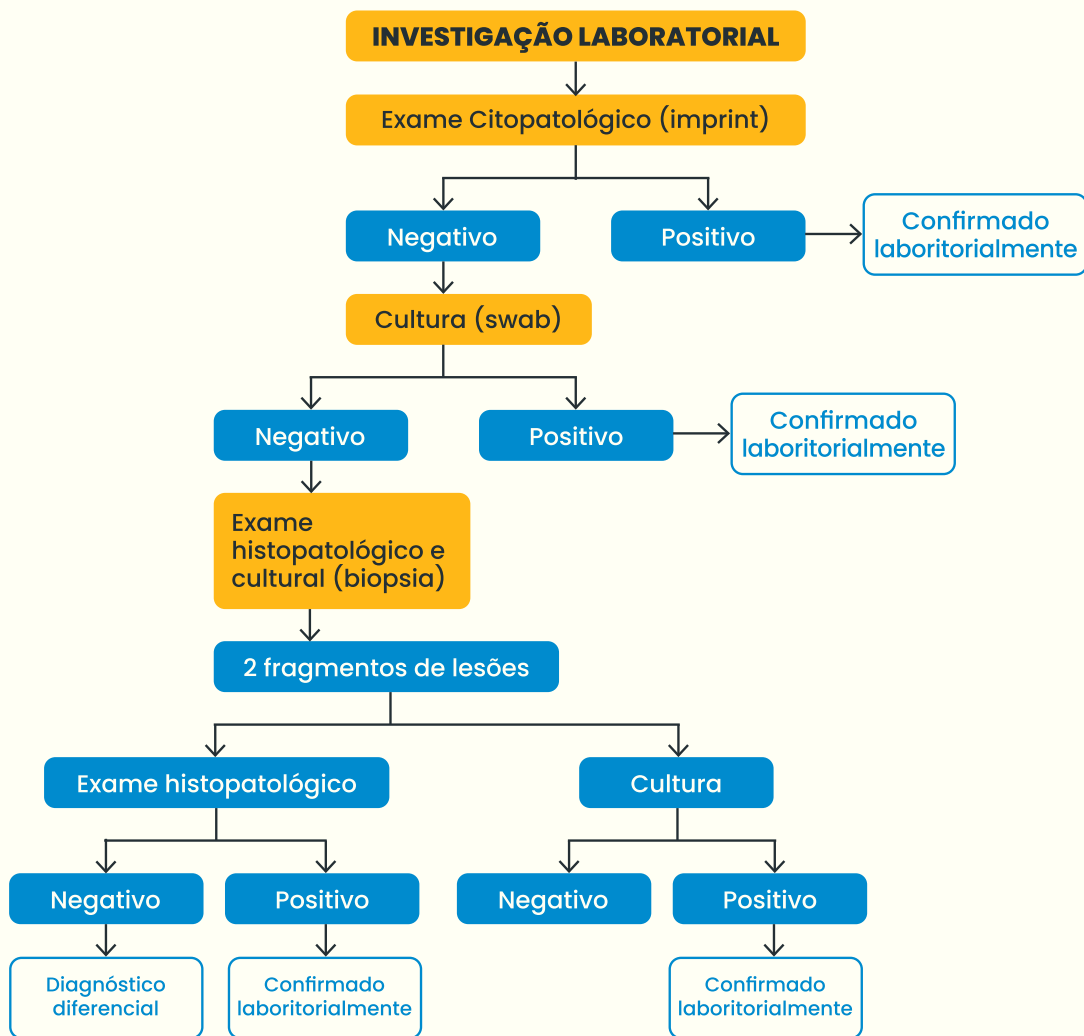 INVESTIGAÇÃO LABORATORIAL
Exame Citopatológico (imprint)
Negativo
Positivo
Confirmado
laboritorialmente
Cultura (swab)
Negativo
Positivo
Confirmado
laboritorialmente
Exame
histopatológico e
cultural (biopsia)
2 fragmentos de lesões
Exame histopatológico
Cultura
Negativo
Positivo
Negativo
Positivo
Diagnóstico
diferencial
Confirmado
laboritorialmente
Confirmado
laboritorialmente